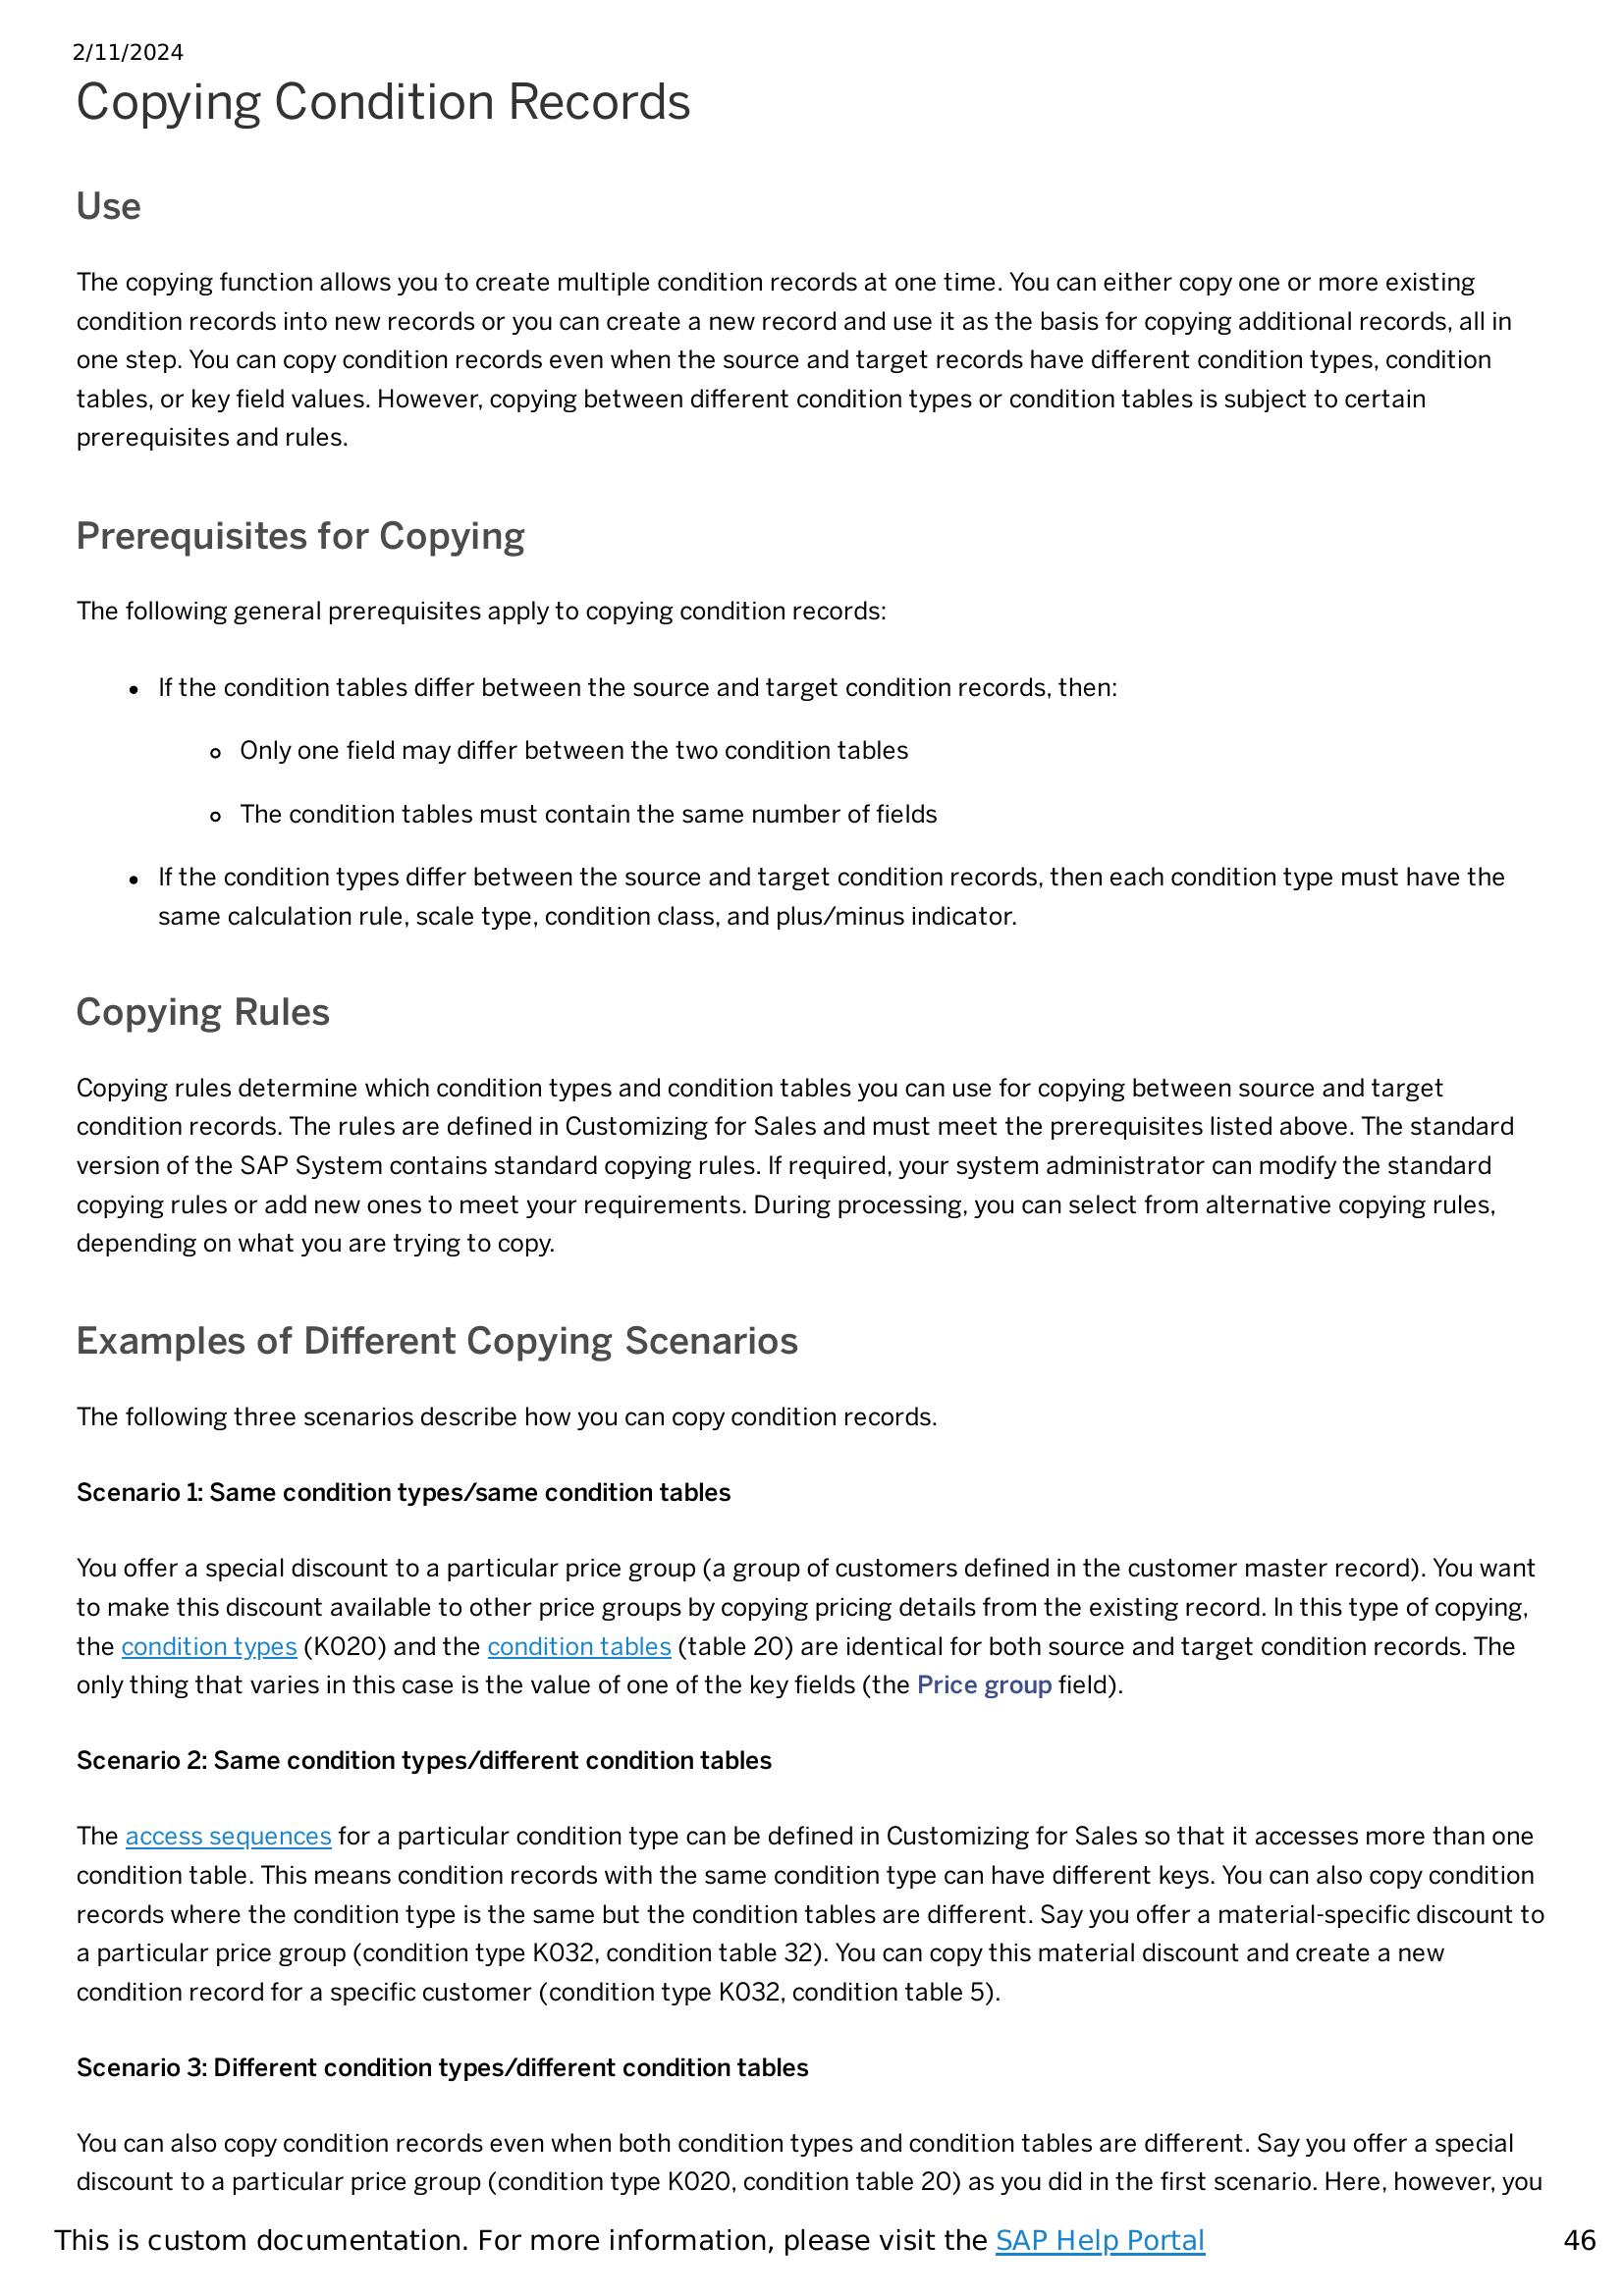 2/11/2024
Copying Condition Records
Use
The copying function allows you to create multiple condition records at one time. You can either copy one or more existing
condition records into new records or you can create a new record and use it as the basis for copying additional records, all in
one step. You can copy condition records even when the source and target records have different condition types, condition
tables, or key field values. However, copying between different condition types or condition tables is subject to certain
prerequisites and rules.
Prerequisites for Copying
The following general prerequisites apply to copying condition records:
• If the condition tables differ between the source and target condition records, then:
◦ Only one field may differ between the two condition tables
◦ The condition tables must contain the same number of fields
• If the condition types differ between the source and target condition records, then each condition type must have the
same calculation rule, scale type, condition class, and plus/minus indicator.
Copying Rules
Copying rules determine which condition types and condition tables you can use for copying between source and target
condition records. The rules are defined in Customizing for Sales and must meet the prerequisites listed above. The standard
version of the SAP System contains standard copying rules. If required, your system administrator can modify the standard
copying rules or add new ones to meet your requirements. During processing, you can select from alternative copying rules,
depending on what you are trying to copy.
Examples of Different Copying Scenarios
The following three scenarios describe how you can copy condition records.
Scenario 1: Same condition types/same condition tables
You offer a special discount to a particular price group (a group of customers defined in the customer master record). You want
to make this discount available to other price groups by copying pricing details from the existing record. In this type of copying,
the condition types (K020) and the condition tables (table 20) are identical for both source and target condition records. The
only thing that varies in this case is the value of one of the key fields (the Price group field).
Scenario 2: Same condition types/different condition tables
The access sequences for a particular condition type can be defined in Customizing for Sales so that it accesses more than one
condition table. This means condition records with the same condition type can have different keys. You can also copy condition
records where the condition type is the same but the condition tables are different. Say you offer a material-specific discount to
a particular price group (condition type K032, condition table 32). You can copy this material discount and create a new
condition record for a specific customer (condition type K032, condition table 5).
Scenario 3: Different condition types/different condition tables
You can also copy condition records even when both condition types and condition tables are different. Say you offer a special
discount to a particular price group (condition type K020, condition table 20) as you did in the first scenario. Here, however, you
This is custom documentation. For more information, please visit the SAP Help Portal 46